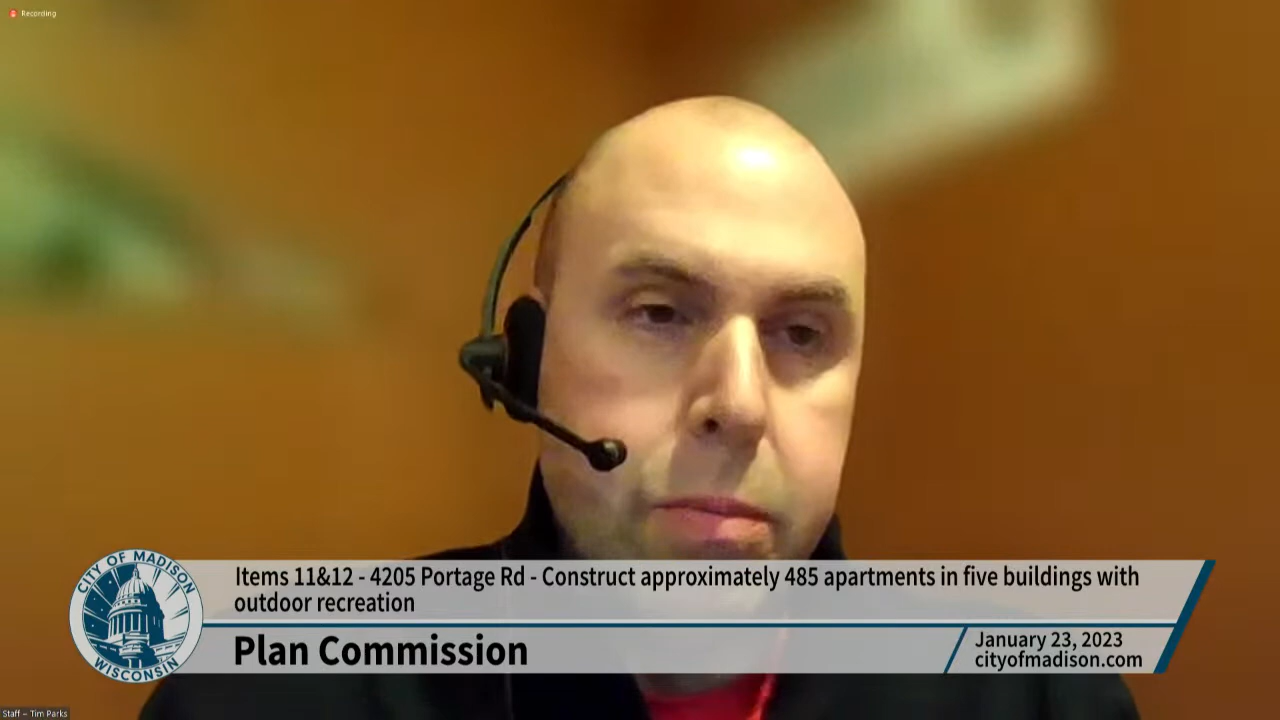 Recording
Items 11&12 - 4205 Portage Rd - Construct approximately 485 apartments in five buildings with
outdoor recreation
Plan Commission
January 23, 2023
cityofmadison.com
CITY OF MADISON
WISCONSIN
Staff – Tim Parks